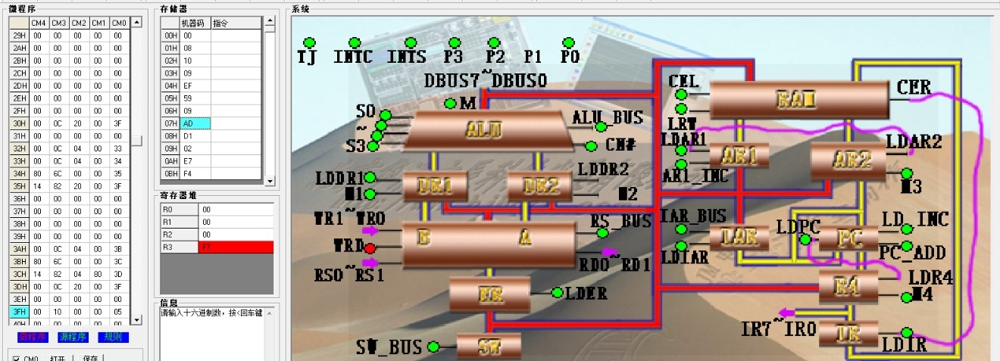 微程序
CM4 CM3 CM2 CM1 CM0
29H 00 00 00 00 00
2AH 00 00 00 00 00
2BH 00 00 00 00 00
2CH 00 00 00 00 00
2DH 00 00 00 00 00
2EH 00 00 00 00 00
2FH 00 00 00 00 00
30H 00 0C 20 00 3F
31H 00 00 00 00 00
32H 00 0C 04 00 33
33H 00 0C 04 00 34
34H 80 6C 00 00 35
35H 14 82 20 00 3F
36H 00 00 00 00 00
37H 00 00 00 00 00
38H 00 00 00 00 00
39H 00 00 00 00 00
3AH 00 0C 04 00 3B
3BH 80 6C 00 00 3C
3CH 14 82 04 80 3D
3DH 00 0C 20 00 3F
3EH 00 00 00 00 00
3FH 00 10 00 00 05
40H 00 00 00 00 00
微程序 源程序 规则
CM0 打开 保存
存储器
机器码 指令
00H 00
01H 08
02H 10
03H 09
04H EF
05H 59
06H 09
07H AD
08H D1
09H 02
0AH E7
0BH F4
寄存器堆
R0 00
R1 00
R2 00
R3 F7
信息
请输入十六进制数，按<回车键
系统
TJ INTC INTS P3 P2 P1 P0
DBUS7~DBUS0
M
S0
~
S3
ALU
ALU_BUS
CN#
CEL
LRW
RAM
CER
LDAR1
AR1
AR1_INC
LDAR2
AR2
M3
LDDR1
M1
DR1
DR2
LDDR2
M2
WR1~WR0
WRD
RS0~RS1
B
A
RS_BUS
RD0~RD1
IAR_BUS
LDIAR
IAR
LDPC
PC
LD_INC
PC_ADD
LDR4
R4
M4
ER
LDER
IR7~IR0
IR
LDIR
SW_BUS
SW